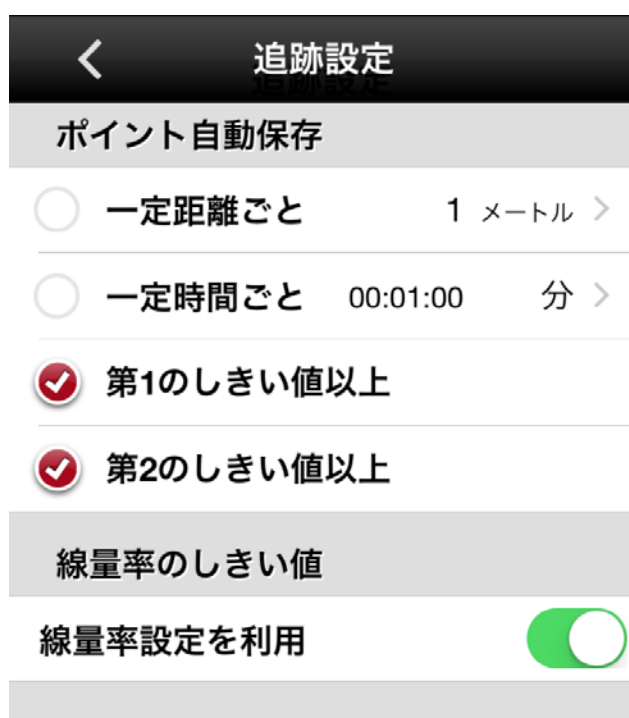 追跡設定
ポイント自動保存
一定距離ごと 1 メートル
一定時間ごと 00:01:00 分
第1のしきい値以上
第2のしきい値以上
線量率のしきい値
線量率設定を利用